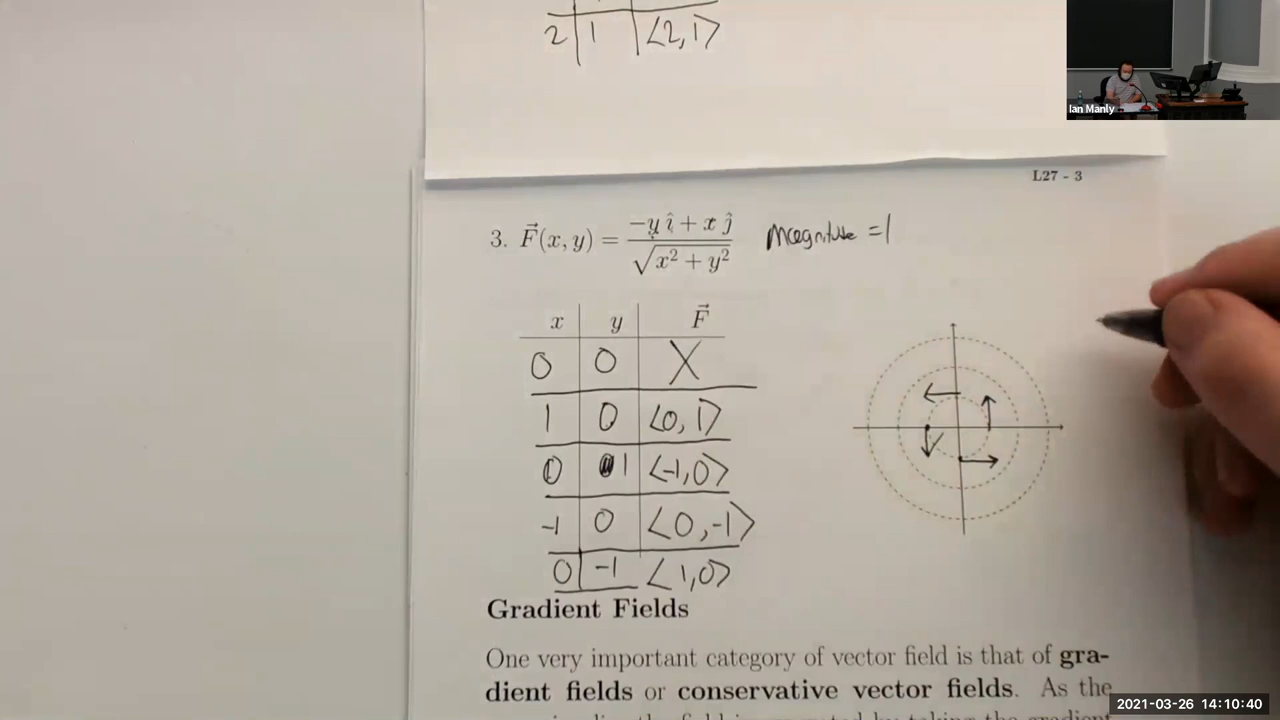 2 1 ⟨2,1⟩
Ian Manly
L27 - 3
3. F⃗(x, y) = (-y î + x ĵ) / √(x² + y²) Magnitude = 1
x y F⃗
0 0 X
1 0 ⟨0,1⟩
0 1 ⟨-1,0⟩
-1 0 ⟨0,-1⟩
0 -1 ⟨1,0⟩
Gradient Fields
One very important category of vector field is that of gra-
dient fields or conservative vector fields. As the
2021-03-26 14:10:40